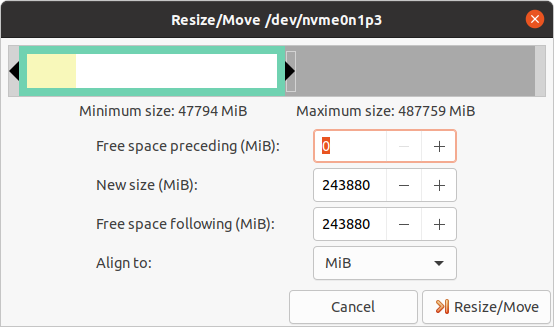 Resize/Move /dev/nvme0n1p3
Minimum size: 47794 MiB Maximum size: 487759 MiB
Free space preceding (MiB): 0
New size (MiB): 243880
Free space following (MiB): 243880
Align to: MiB
Cancel Resize/Move